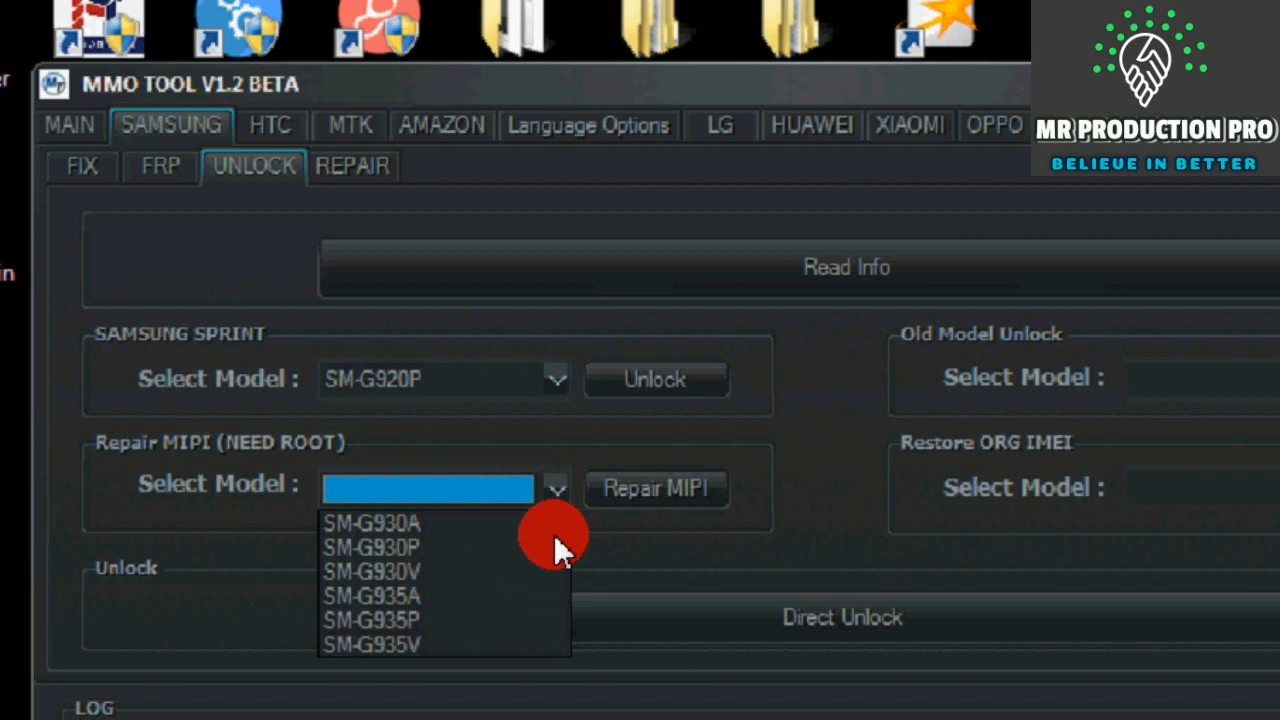 MMO TOOL V1.2 BETA
MAIN SAMSUNG HTC MTK AMAZON Language Options LG HUAWEI XIAOMI OPPO
MR PRODUCTION PRO
BELIEUE IN BETTER
FIX FRP UNLOCK REPAIR
in
Read Info
SAMSUNG SPRINT
Select Model : SM-G920P Unlock
Old Model Unlock
Select Model :
Repair MIPI (NEED ROOT)
Select Model : Repair MIPI
Restore ORG IMEI
Select Model :
SM-G930A
SM-G930P
SM-G930V
SM-G935A
SM-G935P
SM-G935V
Unlock
Direct Unlock
LOG